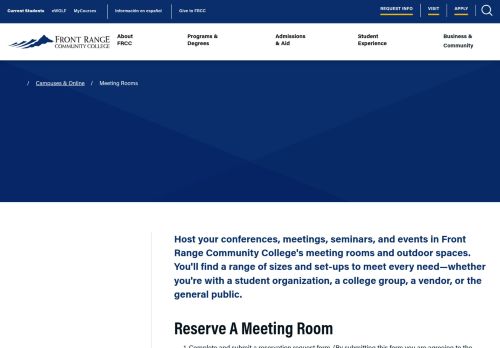 Current Students eWOLF MyCourses Información en español Give to FRCC REQUEST INFO VISIT APPLY
FRONT RANGE
COMMUNITY COLLEGE
About
FRCC
Programs &
Degrees
Admissions
& Aid
Student
Experience
Business &
Community
/ Campuses & Online / Meeting Rooms
Host your conferences, meetings, seminars, and events in Front
Range Community College's meeting rooms and outdoor spaces.
You'll find a range of sizes and set-ups to meet every need—whether
you're with a student organization, a college group, a vendor, or the
general public.
Reserve A Meeting Room
1. Complete and submit a reservation request form. (By submitting this form you are agreeing to the